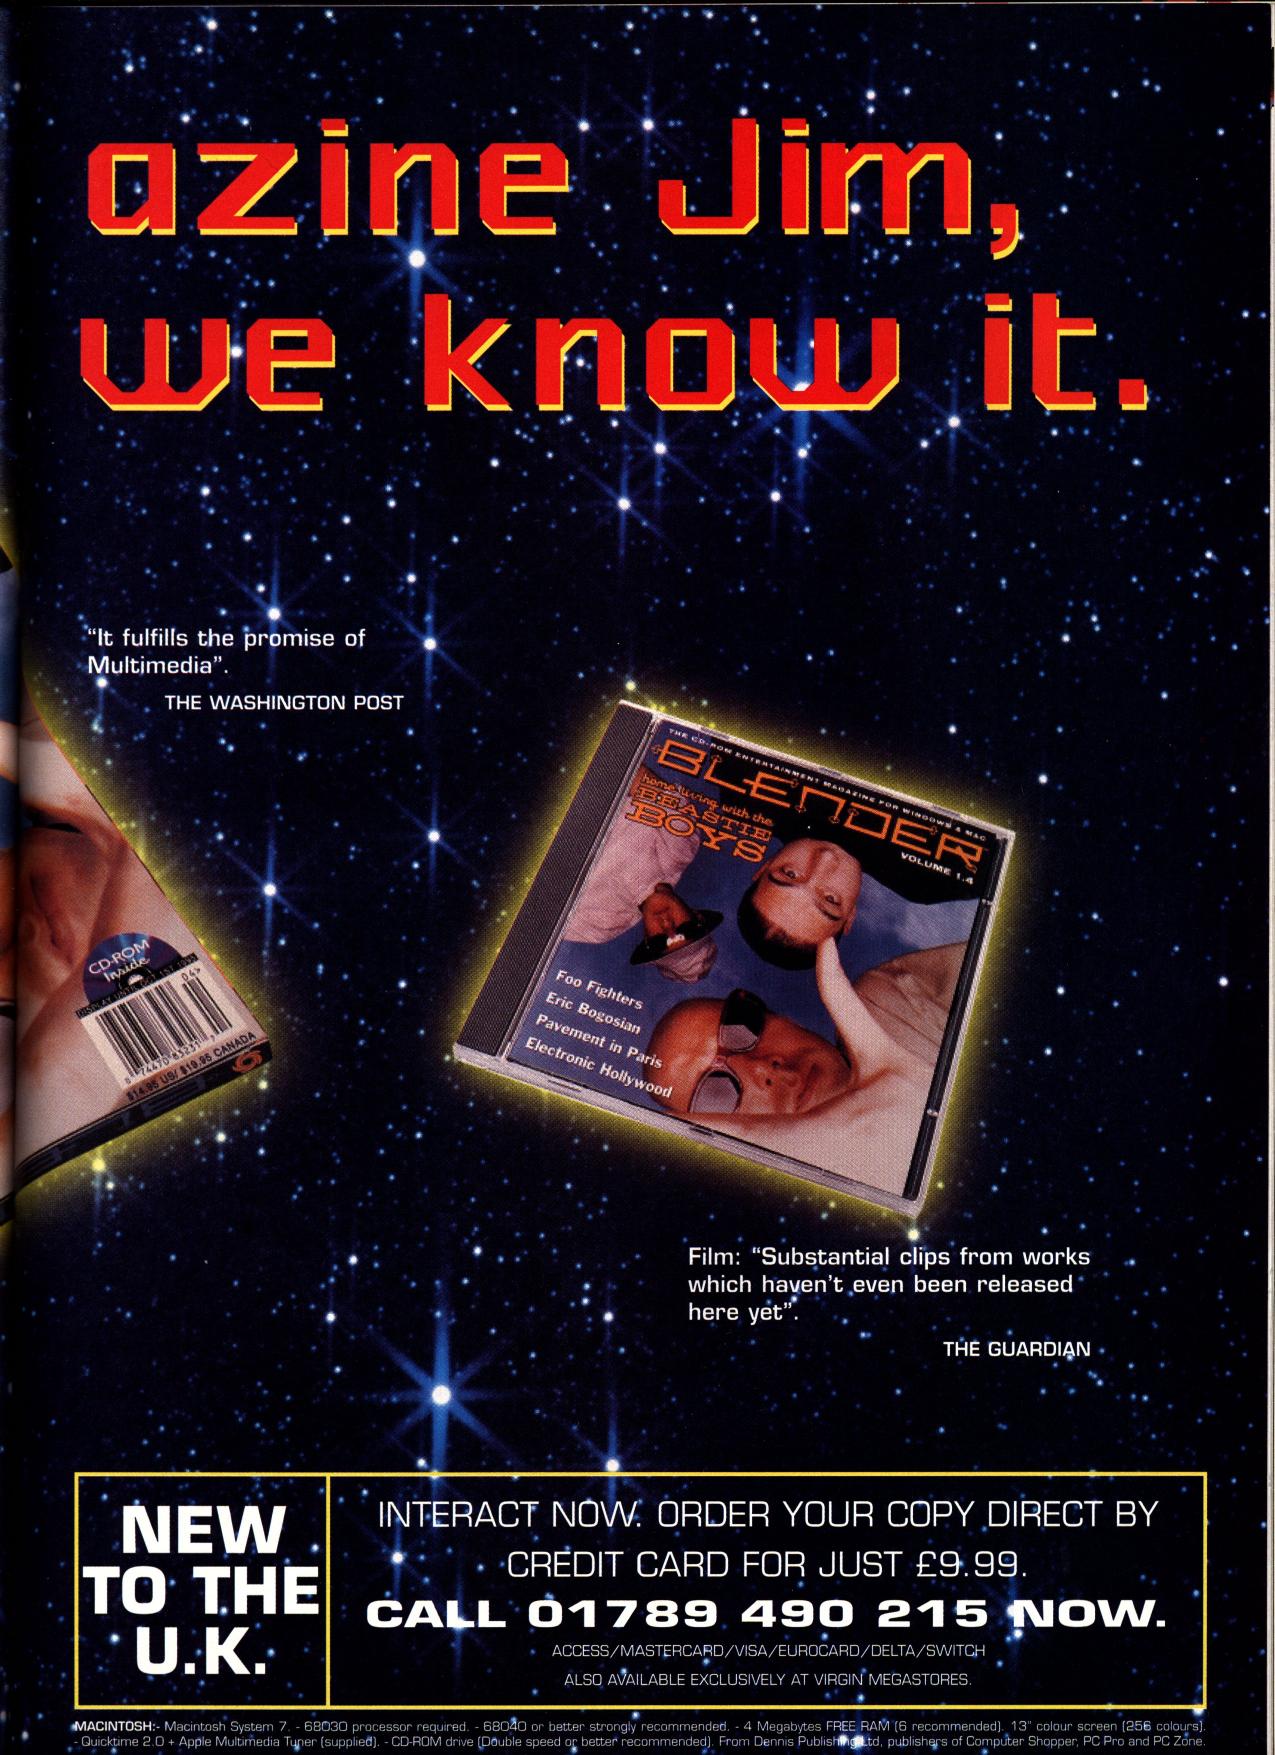 azine Jim,
we know it.
“It fulfills the promise of
Multimedia”.
THE WASHINGTON POST
THE CD-ROM ENTERTAINMENT MAGAZINE FOR WINDOWS & MAC
BLENDER
VOLUME 1.4
home living with the
BEASTIE
BOYS
Foo Fighters
Eric Bogosian
Pavement in Paris
Electronic Hollywood
CD-ROM
Inside
04>
$14.95 US/ $19.95 CANADA
Film: “Substantial clips from works
which haven't even been released
here yet”.
THE GUARDIAN
NEW
TO THE
U.K.
INTERACT NOW. ORDER YOUR COPY DIRECT BY
CREDIT CARD FOR JUST £9.99.
CALL 01789 490 215 NOW.
ACCESS/MASTERCARD/VISA/EUROCARD/DELTA/SWITCH
ALSO AVAILABLE EXCLUSIVELY AT VIRGIN MEGASTORES.
MACINTOSH:- Macintosh System 7. - 68030 processor required. - 68040 or better strongly recommended. - 4 Megabytes FREE RAM (6 recommended). 13" colour screen (256 colours).
- Quicktime 2.0 + Apple Multimedia Tuner (supplied). - CD-ROM drive (Double speed or better recommended). From Dennis Publishing Ltd, publishers of Computer Shopper, PC Pro and PC Zone.